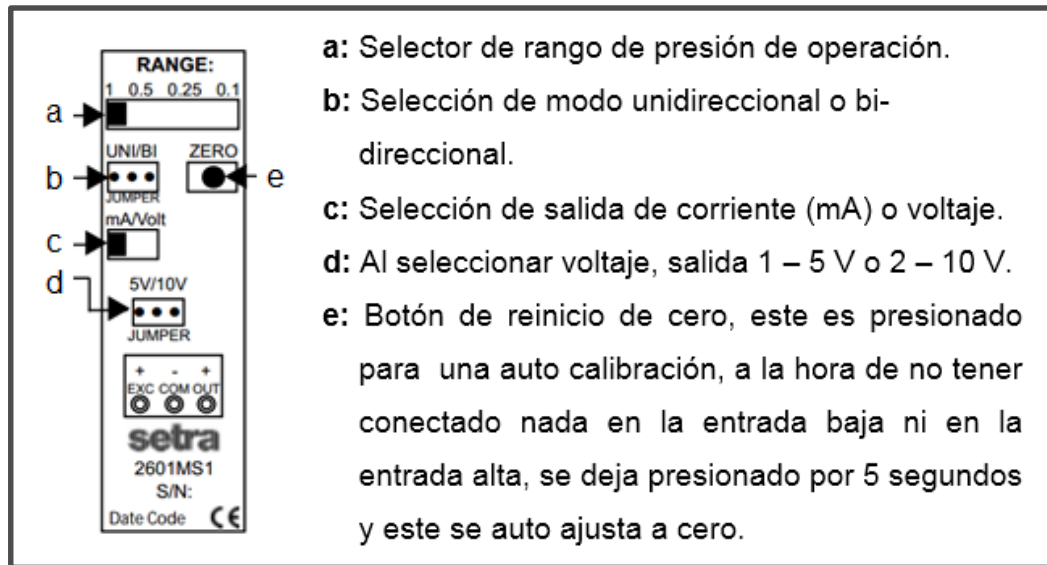 RANGE:
1 0.5 0.25 0.1
a
UNI/BI ZERO
b
e
JUMPER
mA/Volt
c
d
5V/10V
JUMPER
+ - +
EXC COM OUT
setra
2601MS1
S/N:
Date Code CE
a: Selector de rango de presión de operación.
b: Selección de modo unidireccional o bi-
direccional.
c: Selección de salida de corriente (mA) o voltaje.
d: Al seleccionar voltaje, salida 1 – 5 V o 2 – 10 V.
e: Botón de reinicio de cero, este es presionado
para una auto calibración, a la hora de no tener
conectado nada en la entrada baja ni en la
entrada alta, se deja presionado por 5 segundos
y este se auto ajusta a cero.